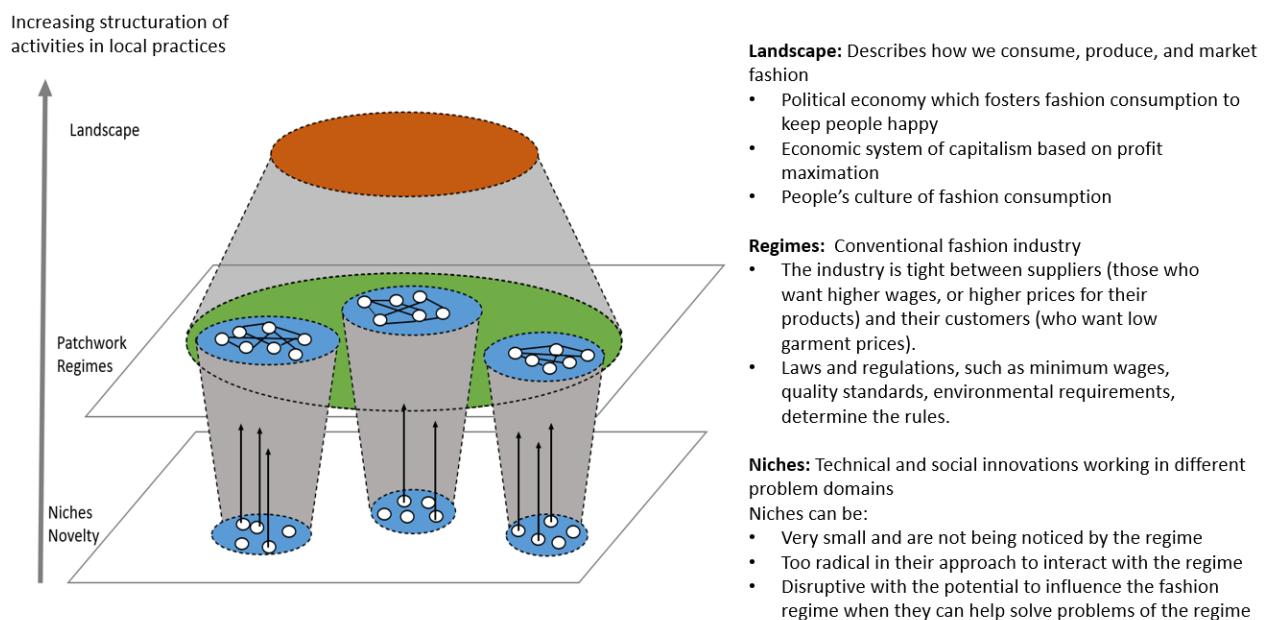 Increasing structuration of
activities in local practices
Landscape
Patchwork
Regimes
Niches
Novelty
Landscape: Describes how we consume, produce, and market
fashion
• Political economy which fosters fashion consumption to
keep people happy
• Economic system of capitalism based on profit
maximation
• People’s culture of fashion consumption
Regimes: Conventional fashion industry
• The industry is tight between suppliers (those who
want higher wages, or higher prices for their
products) and their customers (who want low
garment prices).
• Laws and regulations, such as minimum wages,
quality standards, environmental requirements,
determine the rules.
Niches: Technical and social innovations working in different
problem domains
Niches can be:
• Very small and are not being noticed by the regime
• Too radical in their approach to interact with the regime
• Disruptive with the potential to influence the fashion
regime when they can help solve problems of the regime